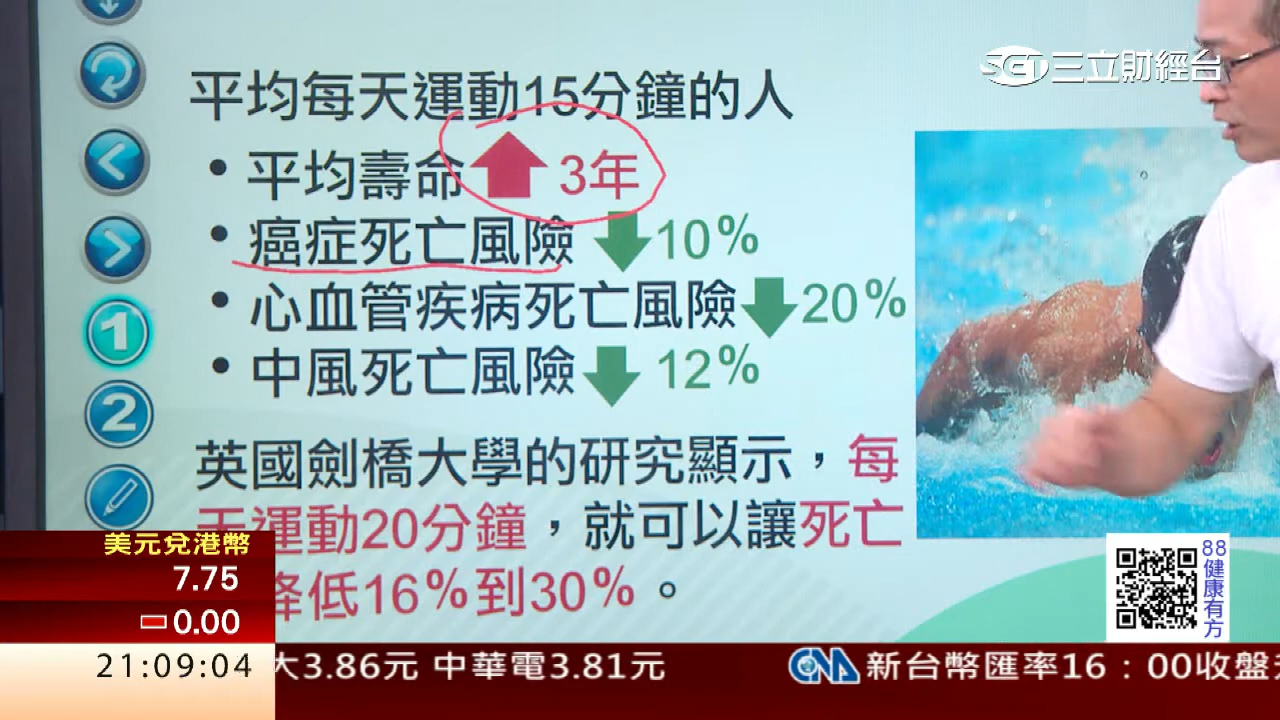 SET 三立財經台
平均每天運動15分鐘的人
• 平均壽命 3年
• 癌症死亡風險 10%
• 心血管疾病死亡風險 20%
• 中風死亡風險 12%
英國劍橋大學的研究顯示，每
天運動20分鐘，就可以讓死亡
降低16%到30%。
1
2
88健康有方
美元兌港幣
7.75
0.00
21:09:04
大3.86元 中華電3.81元
CNA 新台幣匯率16：00收盤